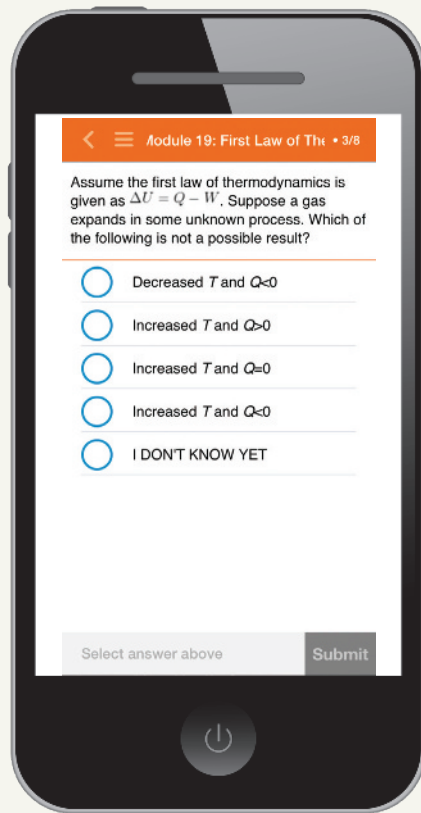 Module 19: First Law of The • 3/8
Assume the first law of thermodynamics is
given as ΔU = Q − W. Suppose a gas
expands in some unknown process. Which of
the following is not a possible result?
Decreased T and Q<0
Increased T and Q>0
Increased T and Q=0
Increased T and Q<0
I DON'T KNOW YET
Select answer above
Submit